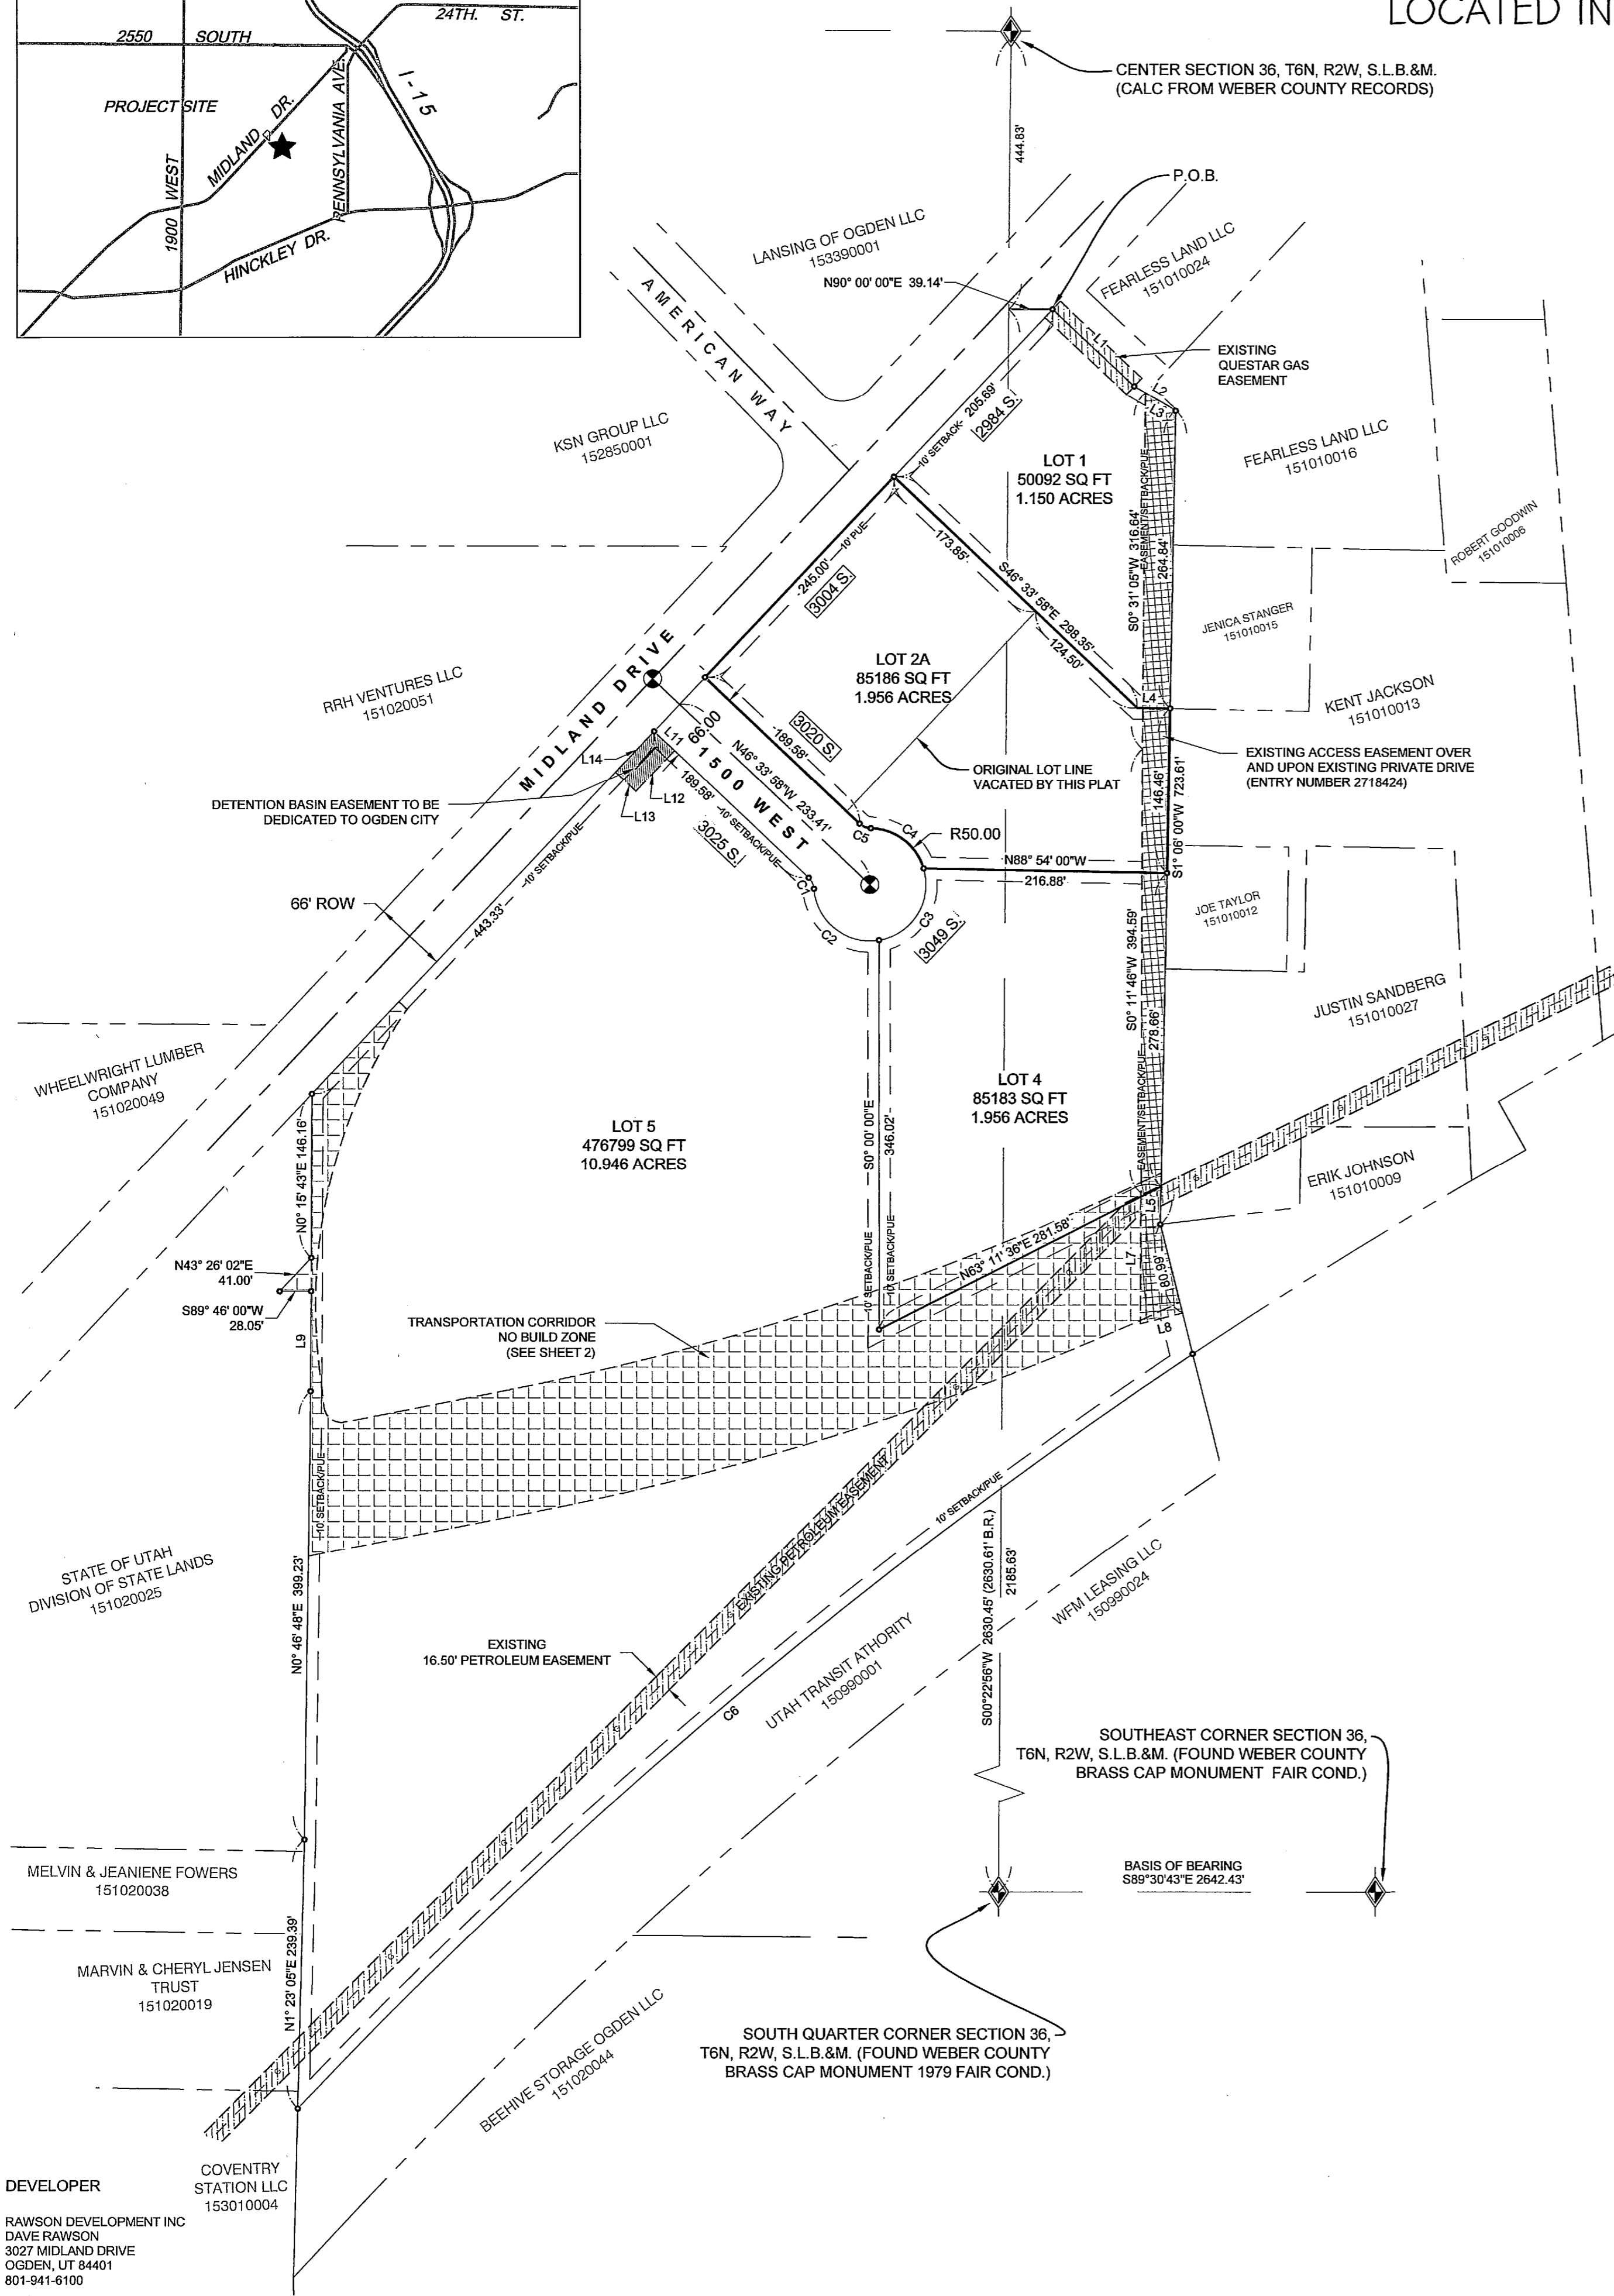 LOCATED IN
24TH. ST.
2550 SOUTH
I-15
PROJECT SITE
MIDLAND DR.
PENNSYLVANIA AVE.
1900 WEST
HINCKLEY DR.
CENTER SECTION 36, T6N, R2W, S.L.B.&M.
(CALC FROM WEBER COUNTY RECORDS)
444.83'
P.O.B.
LANSING OF OGDEN LLC
153390001
N90° 00' 00"E 39.14'
FEARLESS LAND LLC
151010024
AMERICAN WAY
L1
EXISTING
QUESTAR GAS
EASEMENT
L2
L3
10' SETBACK
205.69'
2984 S.
KSN GROUP LLC
152850001
LOT 1
50092 SQ FT
1.150 ACRES
FEARLESS LAND LLC
151010016
S0° 31' 05"W 316.64'
EASEMENT/SETBACK/PUE
264.84'
ROBERT GOODWIN
151010006
10' PUE
245.00'
3004 S.
173.85'
S46° 33' 58"E 298.35'
124.50'
JENICA STANGER
151010015
RRH VENTURES LLC
151020051
MIDLAND DRIVE
LOT 2A
85186 SQ FT
1.956 ACRES
L4
KENT JACKSON
151010013
66.00
L11
L14
1500 WEST
N46° 33' 58"W 233.41'
189.58'
3020 S.
ORIGINAL LOT LINE
VACATED BY THIS PLAT
EXISTING ACCESS EASEMENT OVER
AND UPON EXISTING PRIVATE DRIVE
(ENTRY NUMBER 2718424)
146.46'
S1° 06' 00"W 723.61'
DETENTION BASIN EASEMENT TO BE
DEDICATED TO OGDEN CITY
L12
L13
189.58'
10' SETBACK/PUE
3025 S.
C5
C4
R50.00
N88° 54' 00"W
216.88'
C1
C2
C3
3049 S.
JOE TAYLOR
151010012
66' ROW
10' SETBACK/PUE
443.33'
S0° 11' 46"W 394.59'
278.66'
EASEMENT/SETBACK/PUE
JUSTIN SANDBERG
151010027
WHEELWRIGHT LUMBER
COMPANY
151020049
LOT 4
85183 SQ FT
1.956 ACRES
LOT 5
476799 SQ FT
10.946 ACRES
S0° 00' 00"E
346.02'
10' SETBACK/PUE
10' SETBACK/PUE
ERIK JOHNSON
151010009
N0° 15' 43"E 146.16'
L5
N63° 11' 36"E 281.58'
L7
80.99'
L8
N43° 26' 02"E
41.00'
S89° 46' 00"W
28.05'
L9
TRANSPORTATION CORRIDOR
NO BUILD ZONE
(SEE SHEET 2)
10' SETBACK/PUE
EXISTING PETROLEUM EASEMENT
10' SETBACK/PUE
STATE OF UTAH
DIVISION OF STATE LANDS
151020025
N0° 46' 48"E 399.23'
S00°22'56"W 2630.45' (2630.61' B.R.)
2185.63'
WFM LEASING LLC
150990024
EXISTING
16.50' PETROLEUM EASEMENT
UTAH TRANSIT ATHORITY
150990001
C6
SOUTHEAST CORNER SECTION 36,
T6N, R2W, S.L.B.&M. (FOUND WEBER COUNTY
BRASS CAP MONUMENT FAIR COND.)
MELVIN & JEANIENE FOWERS
151020038
BASIS OF BEARING
S89°30'43"E 2642.43'
N1° 23' 05"E 239.39'
MARVIN & CHERYL JENSEN
TRUST
151020019
BEEHIVE STORAGE OGDEN LLC
151020044
SOUTH QUARTER CORNER SECTION 36,
T6N, R2W, S.L.B.&M. (FOUND WEBER COUNTY
BRASS CAP MONUMENT 1979 FAIR COND.)
COVENTRY
STATION LLC
153010004
DEVELOPER
RAWSON DEVELOPMENT INC
DAVE RAWSON
3027 MIDLAND DRIVE
OGDEN, UT 84401
801-941-6100